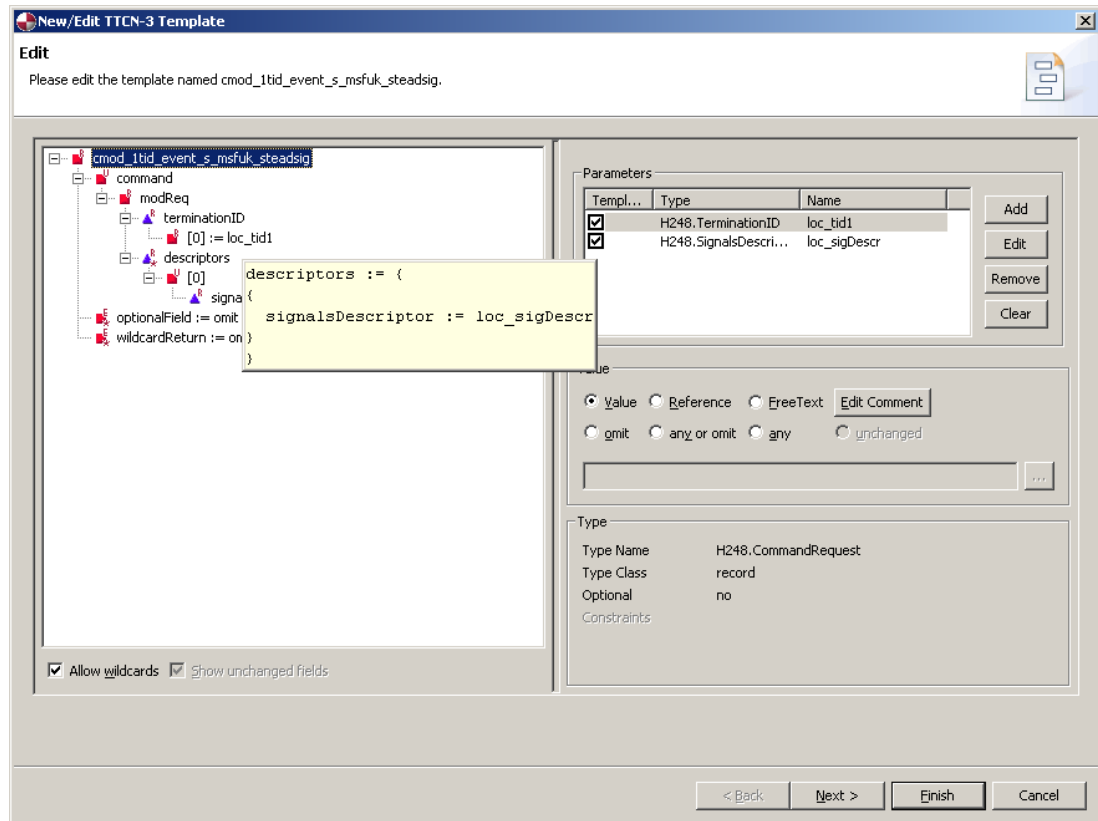 New/Edit TTCN-3 Template
Edit
Please edit the template named cmod_1tid_event_s_msfuk_steadsig.
cmod_1tid_event_s_msfuk_steadsig
command
modReq
terminationID
[0] := loc_tid1
descriptors
[0]
signa
optionalField := omit
wildcardReturn := on
descriptors := {
{
signalsDescriptor := loc_sigDescr
}
}
Allow wildcards Show unchanged fields
Parameters
Templ... Type Name
H248.TerminationID loc_tid1
H248.SignalsDescri... loc_sigDescr
Add
Edit
Remove
Clear
Value Reference FreeText Edit Comment
omit any or omit any unchanged
...
Type
Type Name H248.CommandRequest
Type Class record
Optional no
Constraints
< Back Next > Finish Cancel